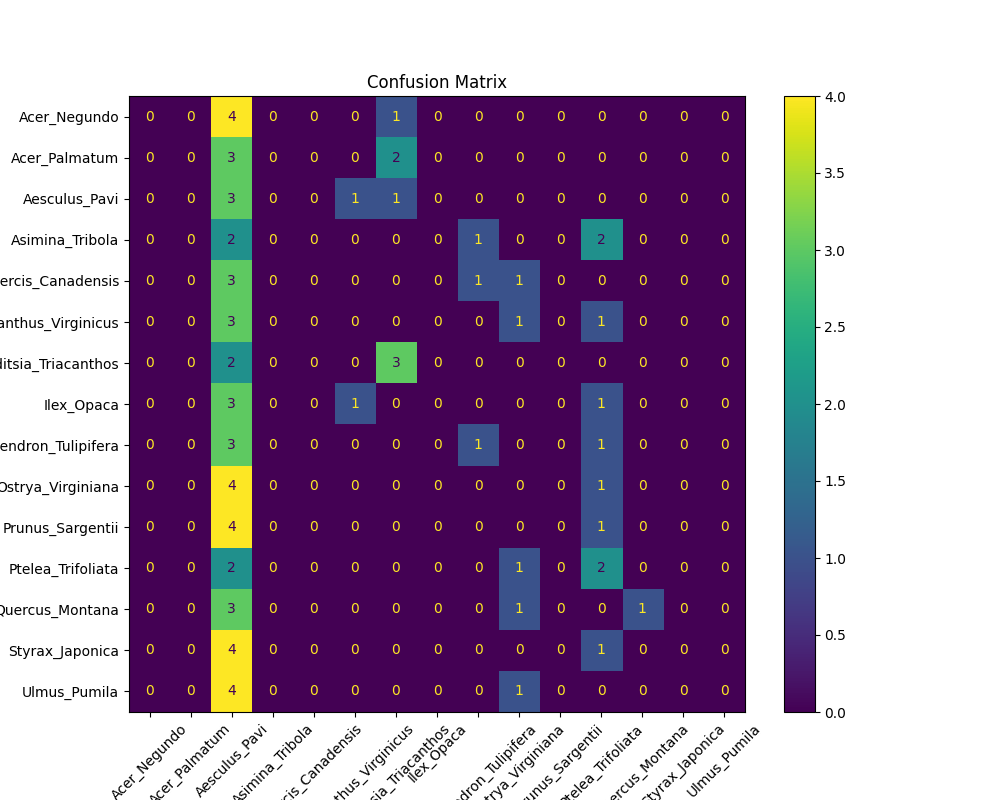 Confusion Matrix
Acer_Negundo 0 0 4 0 0 0 1 0 0 0 0 0 0 0 0
Acer_Palmatum 0 0 3 0 0 0 2 0 0 0 0 0 0 0 0
Aesculus_Pavi 0 0 3 0 0 1 1 0 0 0 0 0 0 0 0
Asimina_Tribola 0 0 2 0 0 0 0 0 1 0 0 2 0 0 0
ercis_Canadensis 0 0 3 0 0 0 0 0 1 1 0 0 0 0 0
anthus_Virginicus 0 0 3 0 0 0 0 0 0 1 0 1 0 0 0
ditsia_Triacanthos 0 0 2 0 0 0 3 0 0 0 0 0 0 0 0
Ilex_Opaca 0 0 3 0 0 1 0 0 0 0 0 1 0 0 0
endron_Tulipifera 0 0 3 0 0 0 0 0 1 0 0 1 0 0 0
Ostrya_Virginiana 0 0 4 0 0 0 0 0 0 0 0 1 0 0 0
Prunus_Sargentii 0 0 4 0 0 0 0 0 0 0 0 1 0 0 0
Ptelea_Trifoliata 0 0 2 0 0 0 0 0 0 1 0 2 0 0 0
Quercus_Montana 0 0 3 0 0 0 0 0 0 1 0 0 1 0 0
Styrax_Japonica 0 0 4 0 0 0 0 0 0 0 0 1 0 0 0
Ulmus_Pumila 0 0 4 0 0 0 0 0 0 1 0 0 0 0 0
Acer_Negundo
Acer_Palmatum
Aesculus_Pavi
Asimina_Tribola
cis_Canadensis
thus_Virginicus
sia_Triacanthos
Ilex_Opaca
ndron_Tulipifera
trya_Virginiana
unus_Sargentii
Ptelea_Trifoliata
ercus_Montana
Styrax_Japonica
Ulmus_Pumila
4.0
3.5
3.0
2.5
2.0
1.5
1.0
0.5
0.0